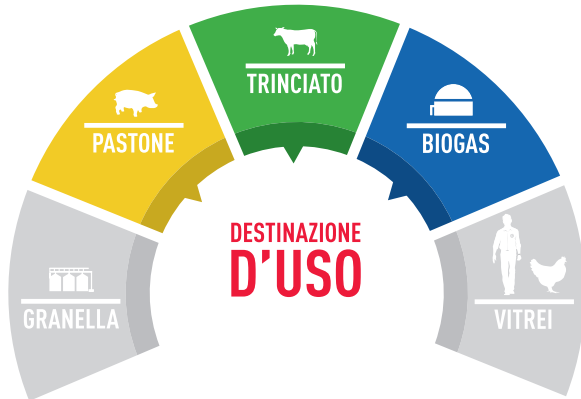 GRANELLA
PASTONE
TRINCIATO
BIOGAS
VITREI
DESTINAZIONE
D'USO